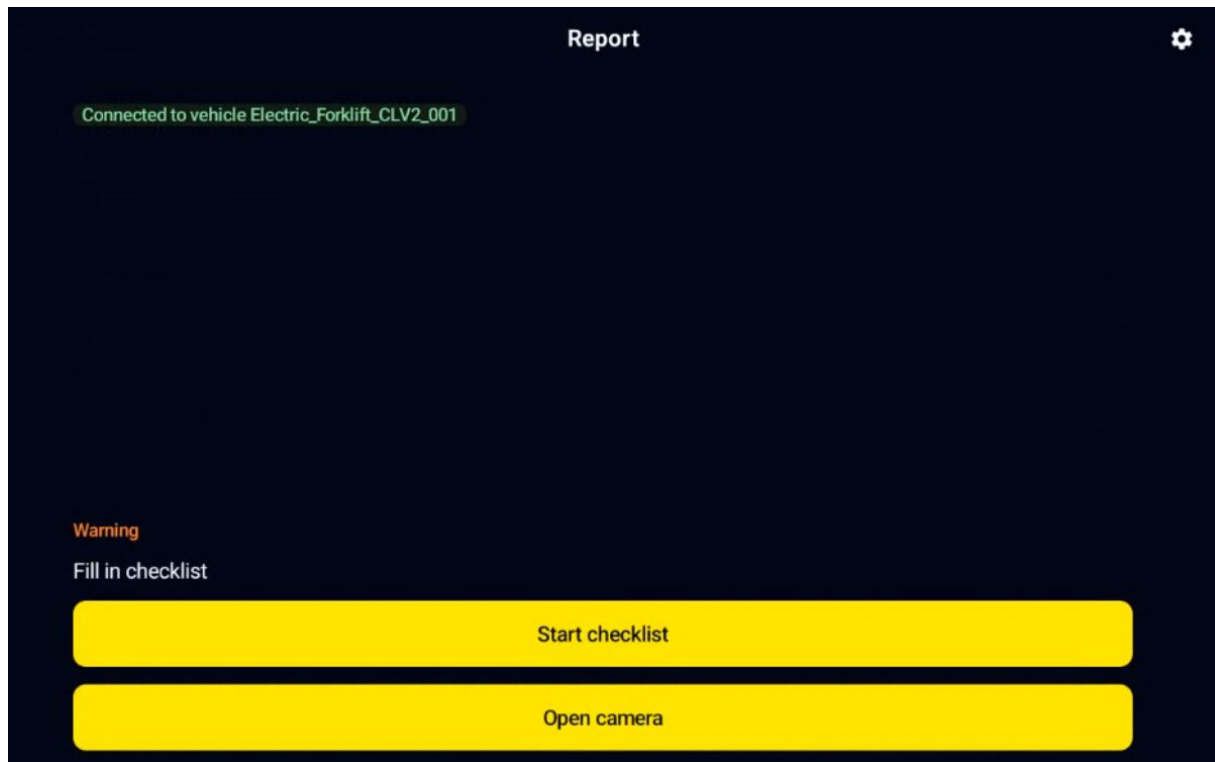 Report
Connected to vehicle Electric_Forklift_CLV2_001
Warning
Fill in checklist
Start checklist
Open camera